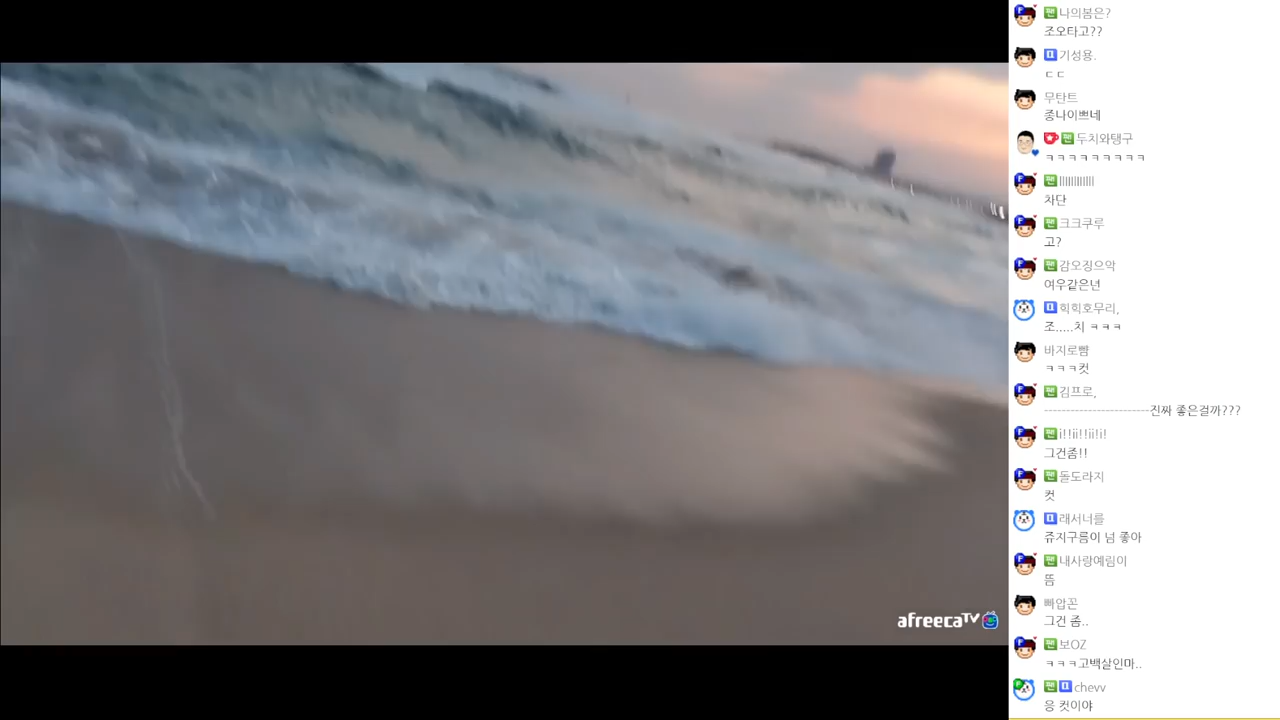 나의봄은?
조오타고??
기성용.
ㄷㄷ
무탄트
종나이쁘네
두치와탱구
ㅋㅋㅋㅋㅋㅋㅋㅋㅋ
차단
크크쿠루
고?
감오징으악
여우같은년
힉힉호무리,
조.....치 ㅋㅋㅋ
바지로뺨
ㅋㅋㅋ컷
김프로,
------------------------진짜 좋은걸까???
i!!ii!!ii!i!
그건좀!!
돌도라지
컷
래서너를
쥬지구름이 넘 좋아
내사랑예림이
뜸
빠압꼰
그건 좀..
보OZ
ㅋㅋㅋ고백살인마..
chevv
응 컷이야
afreecaTV